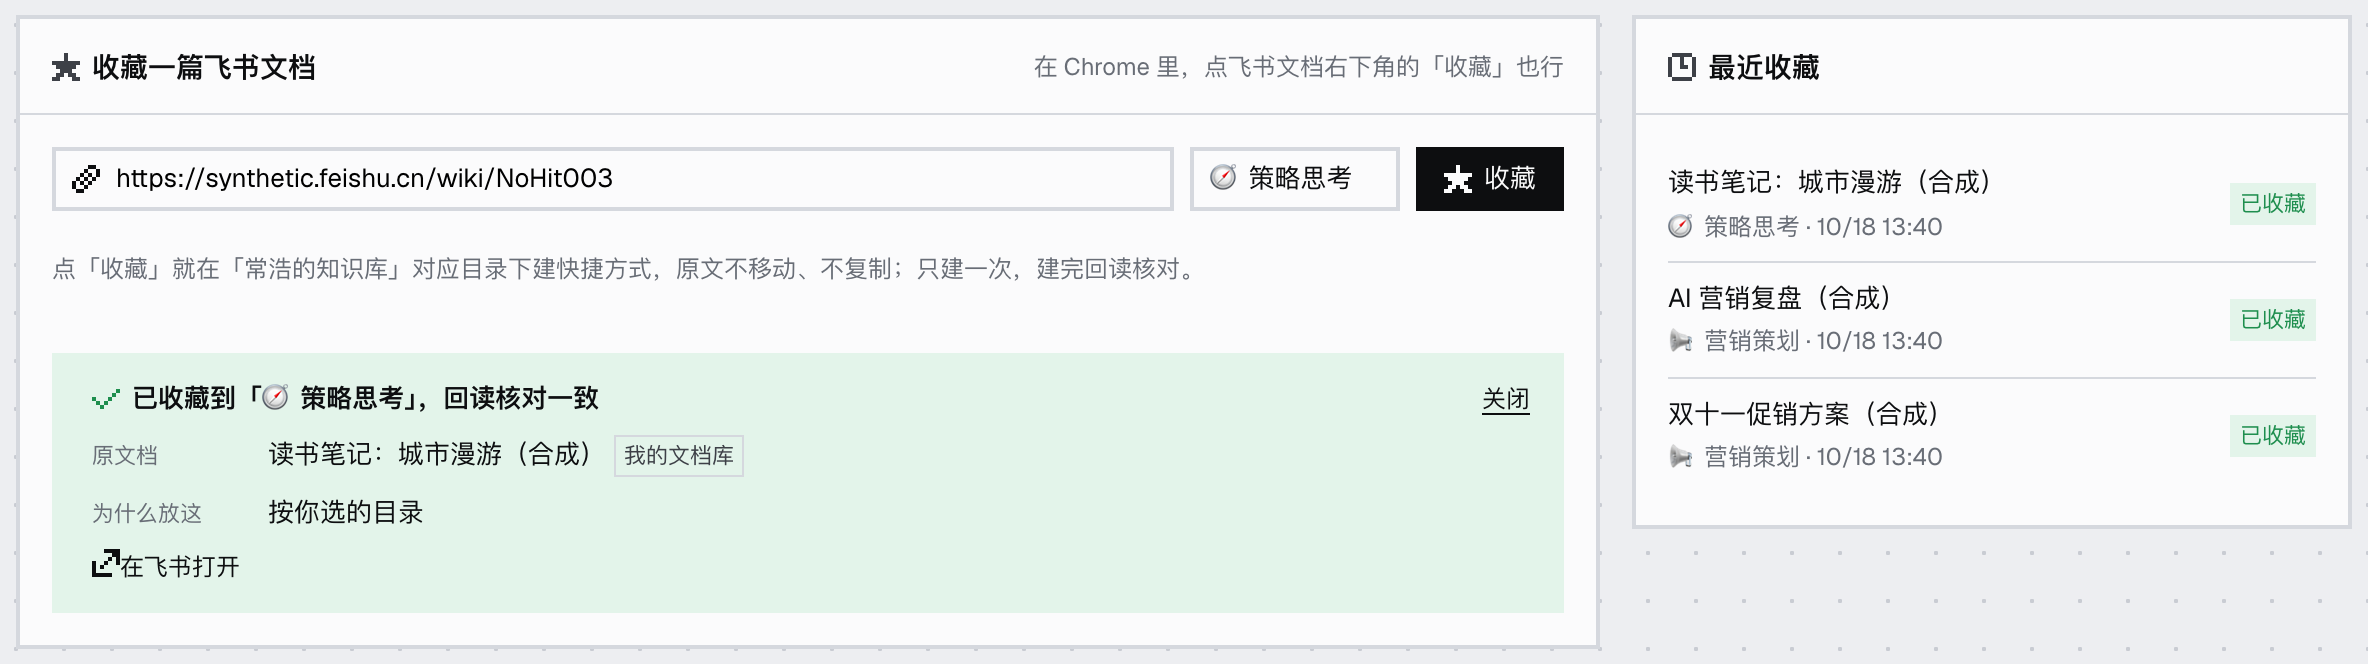 收藏一篇飞书文档
在 Chrome 里，点飞书文档右下角的「收藏」也行
https://synthetic.feishu.cn/wiki/NoHit003
🧭 策略思考
收藏
点「收藏」就在「常浩的知识库」对应目录下建快捷方式，原文不移动、不复制；只建一次，建完回读核对。
已收藏到「🧭 策略思考」，回读核对一致
关闭
原文档 读书笔记：城市漫游（合成） 我的文档库
为什么放这 按你选的目录
在飞书打开
最近收藏
读书笔记：城市漫游（合成）
🧭 策略思考 · 10/18 13:40
已收藏
AI 营销复盘（合成）
📢 营销策划 · 10/18 13:40
已收藏
双十一促销方案（合成）
📢 营销策划 · 10/18 13:40
已收藏